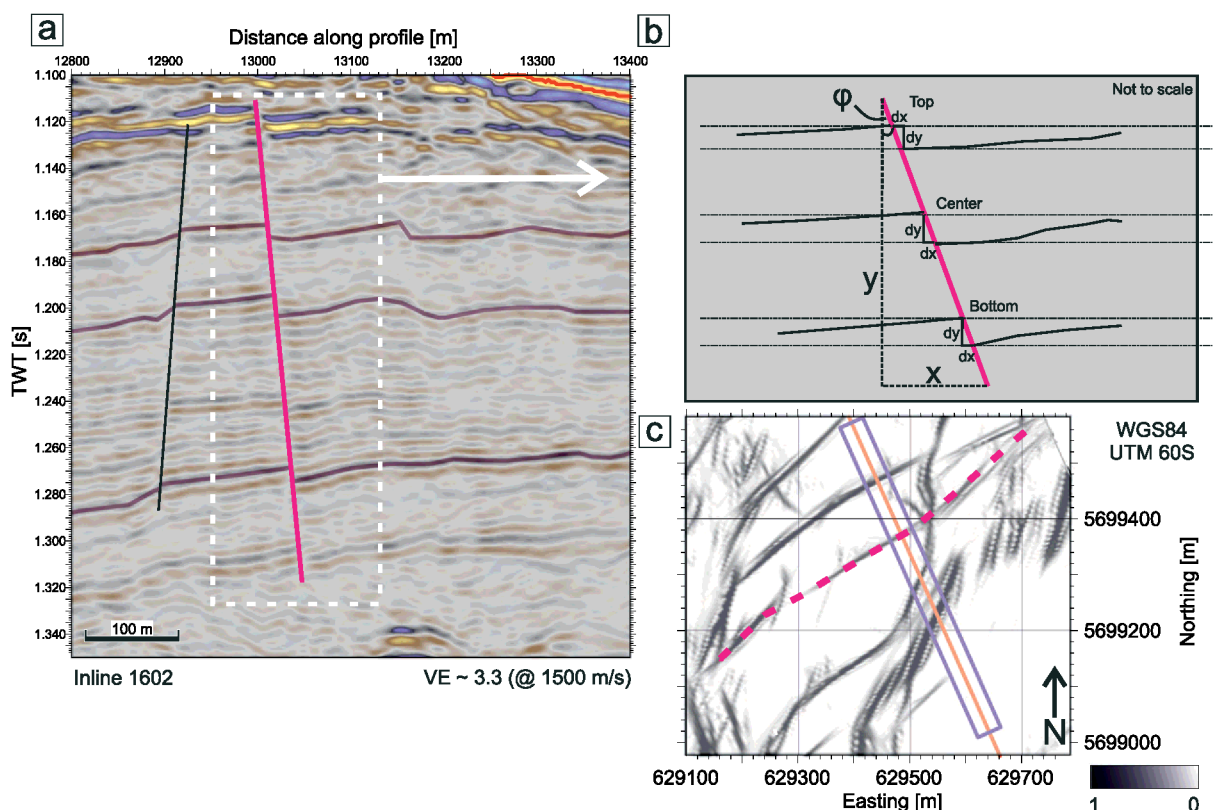 a
Distance along profile [m]
12800 12900 13000 13100 13200 13300 13400
TWT [s]
1.100
1.120
1.140
1.160
1.180
1.200
1.220
1.240
1.260
1.280
1.300
1.320
1.340
100 m
Inline 1602
VE ~ 3.3 (@ 1500 m/s)
b
Not to scale
φ
dx
Top
dy
Center
dy
dx
y
Bottom
dy
dx
x
c
WGS84
UTM 60S
5699400
5699200
5699000
Northing [m]
N
629100 629300 629500 629700
Easting [m]
1 0